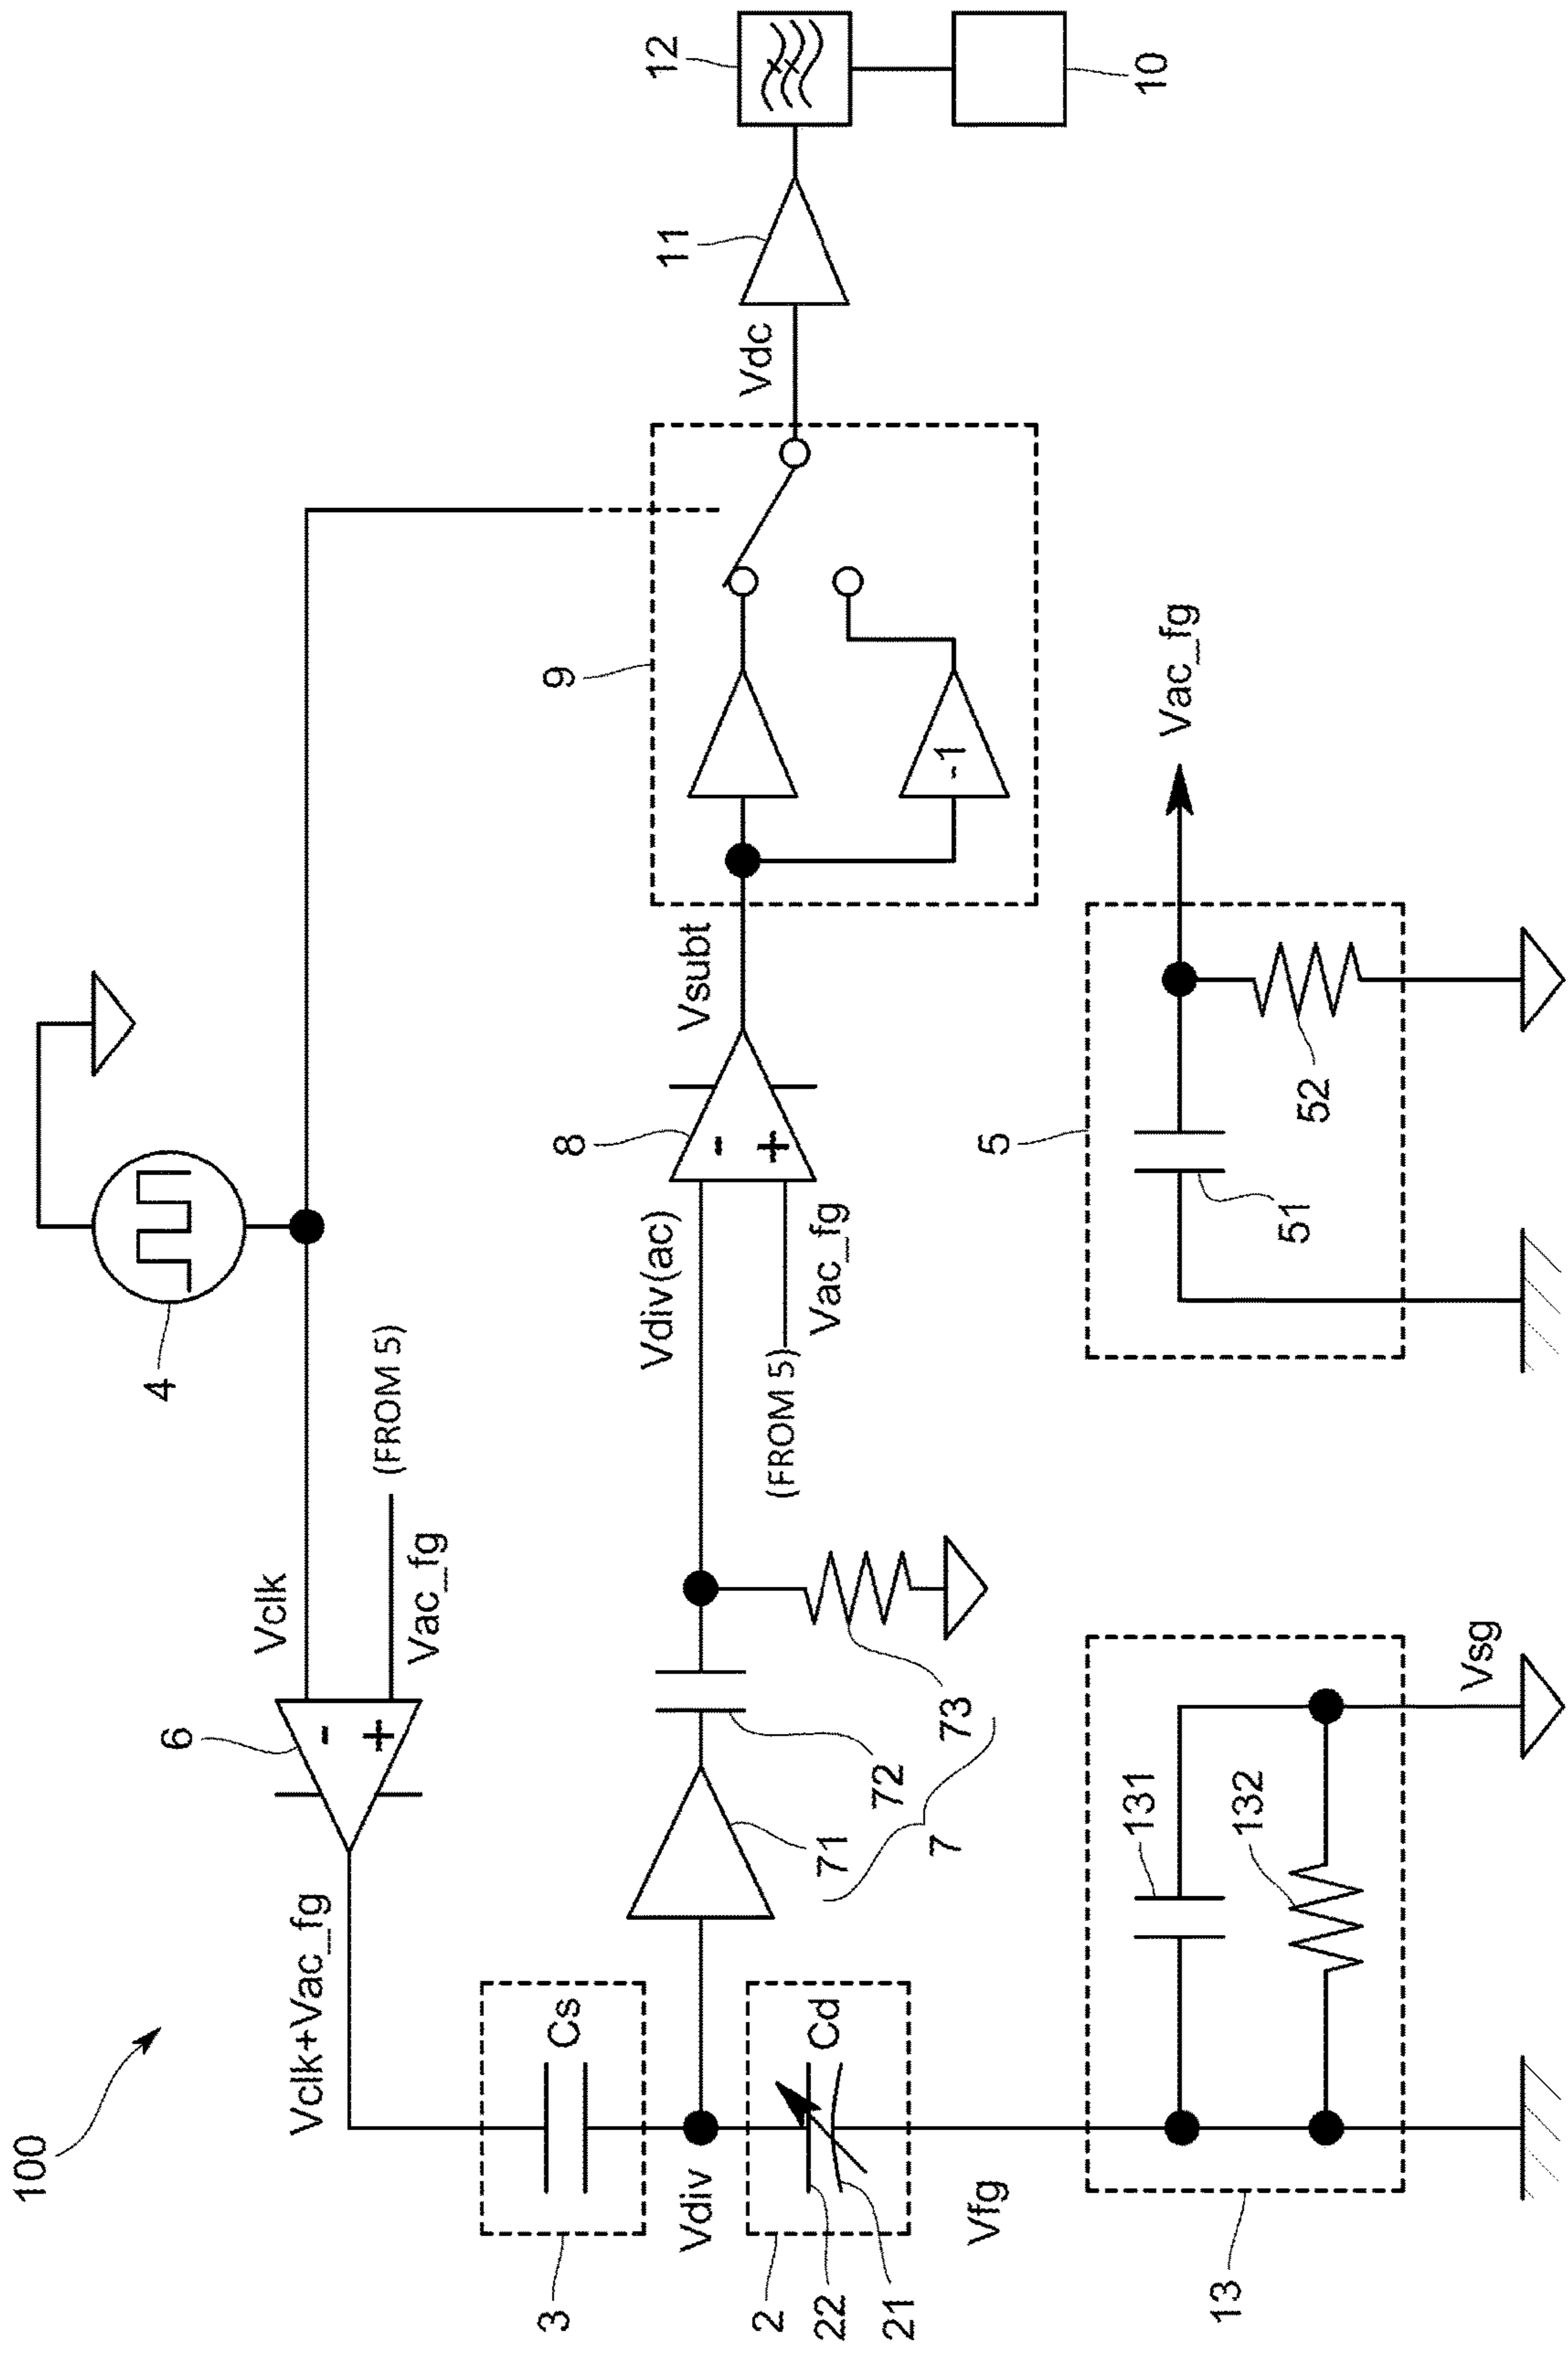 100
4
Vclk
6
(FROM 5)
Vac_fg
-
+
Vclk+Vac_fg
3
Cs
Vdiv
2
Cd
22
21
Vfg
71
72
73
7
Vdiv(ac)
(FROM 5)
Vac_fg
8
-
+
Vsubt
9
-1
Vdc
11
12
10
13
131
132
Vsg
5
51
52
Vac_fg